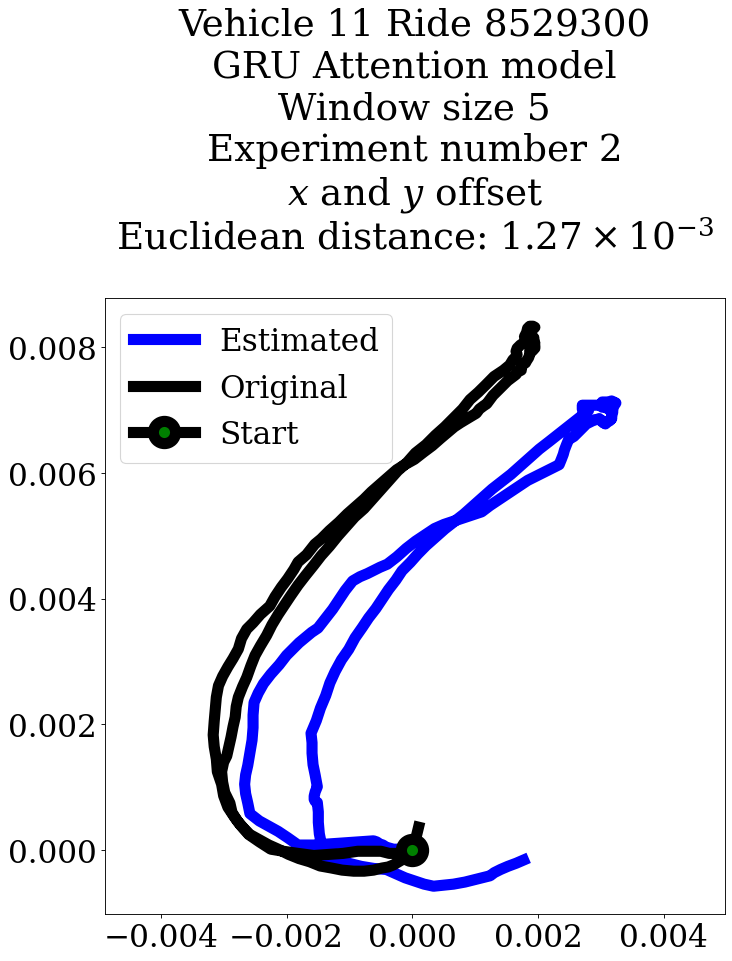 Vehicle 11 Ride 8529300
GRU Attention model
Window size 5
Experiment number 2
x and y offset
Euclidean distance: 1.27 × 10⁻³
Estimated
Original
Start
0.008
0.006
0.004
0.002
0.000
−0.004 −0.002 0.000 0.002 0.004